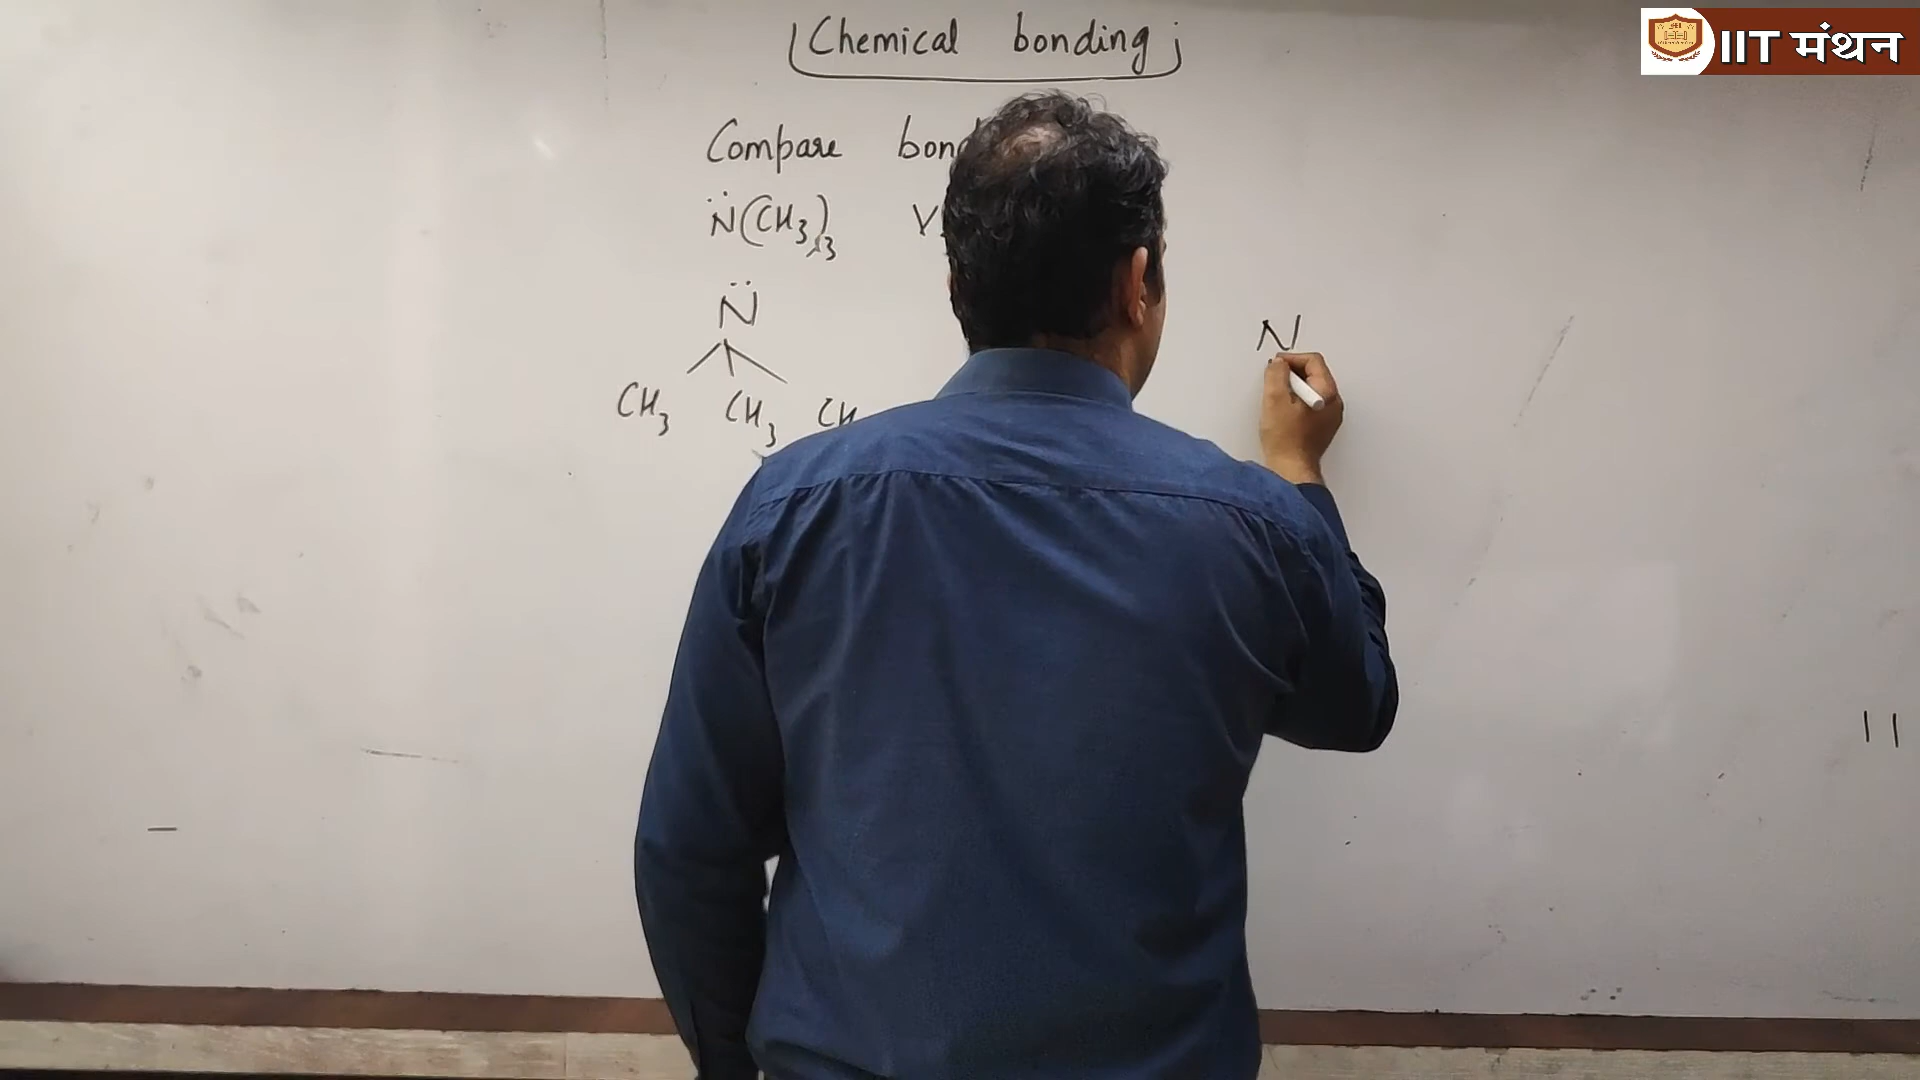 IIT मंथन
Chemical bonding
Compare
N̈(CH3)3
N̈
N
CH3 CH3